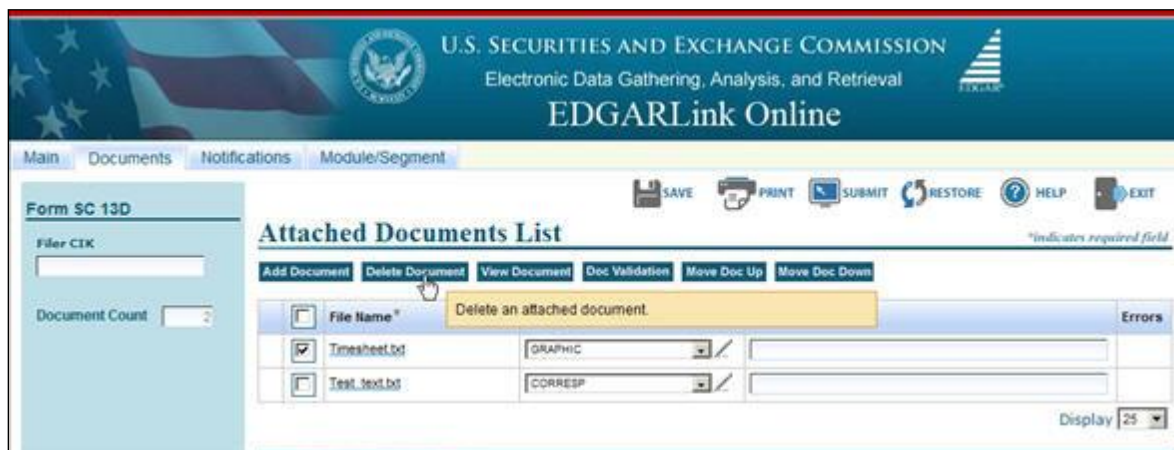 U.S. SECURITIES AND EXCHANGE COMMISSION
Electronic Data Gathering, Analysis, and Retrieval
EDGAR
EDGARLink Online
Main Documents Notifications Module/Segment
SAVE PRINT SUBMIT RESTORE ? HELP EXIT
Form SC 13D
Attached Documents List
*indicates required field
Filer CIK
Add Document Delete Document View Document Doc Validation Move Doc Up Move Doc Down
Delete an attached document.
Document Count 2
File Name* Errors
Timesheet.txt GRAPHIC
Test_text.txt CORRESP
Display 25